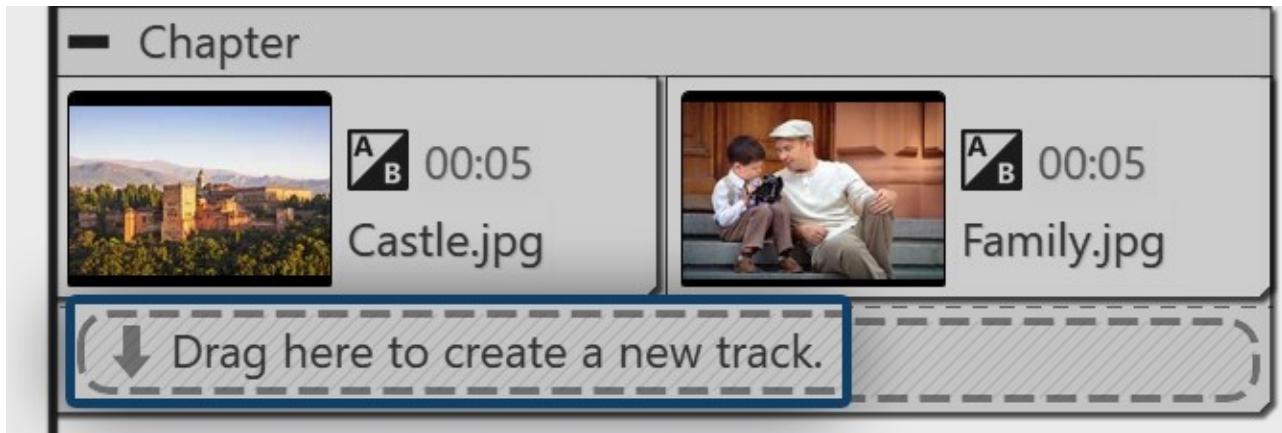 Chapter
A B 00:05
Castle.jpg
A B 00:05
Family.jpg
Drag here to create a new track.